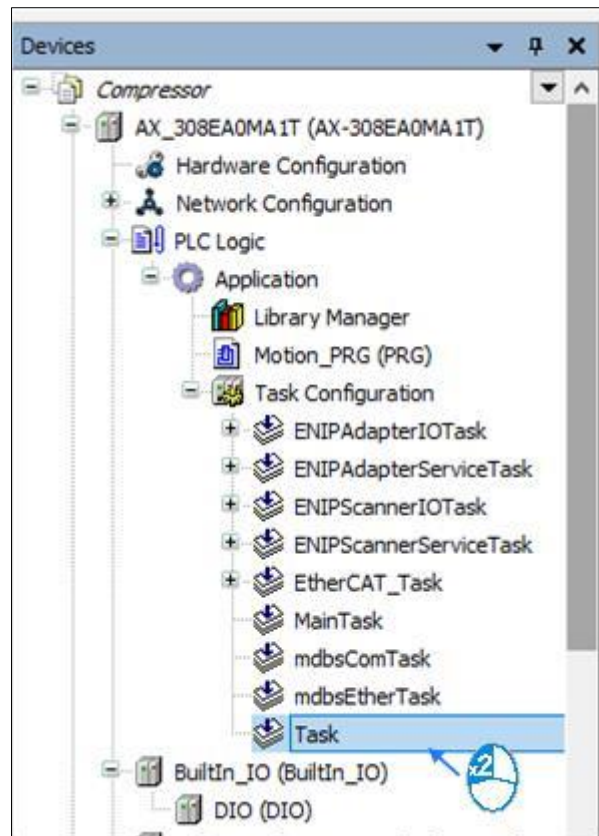 Devices
Compressor
AX_308EA0MA1T (AX-308EA0MA1T)
Hardware Configuration
Network Configuration
PLC Logic
Application
Library Manager
Motion_PRG (PRG)
Task Configuration
ENIPAdapterIOTask
ENIPAdapterServiceTask
ENIPScannerIOTask
ENIPScannerServiceTask
EtherCAT_Task
MainTask
mdbsComTask
mdbsEtherTask
Task
x2
BuiltIn_IO (BuiltIn_IO)
DIO (DIO)